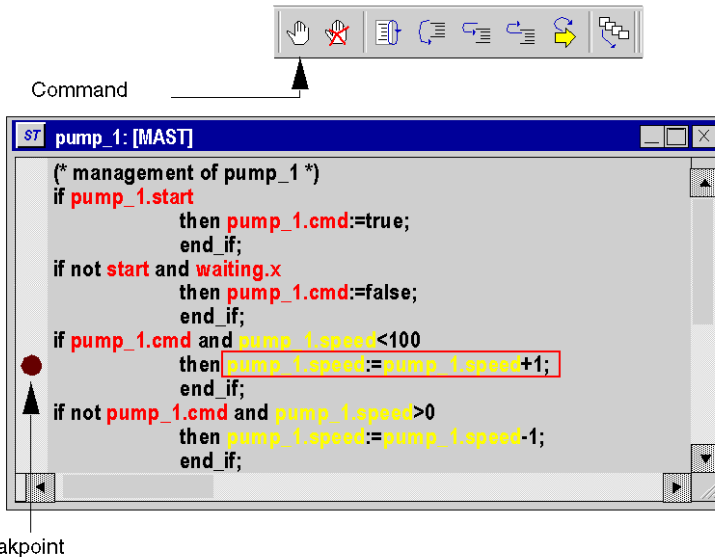 Command
ST pump_1: [MAST]
(* management of pump_1 *)
if pump_1.start
then pump_1.cmd:=true;
end_if;
if not start and waiting.x
then pump_1.cmd:=false;
end_if;
if pump_1.cmd and pump_1.speed<100
then pump_1.speed:=pump_1.speed+1;
end_if;
if not pump_1.cmd and pump_1.speed>0
then pump_1.speed:=pump_1.speed-1;
end_if;
akpoint